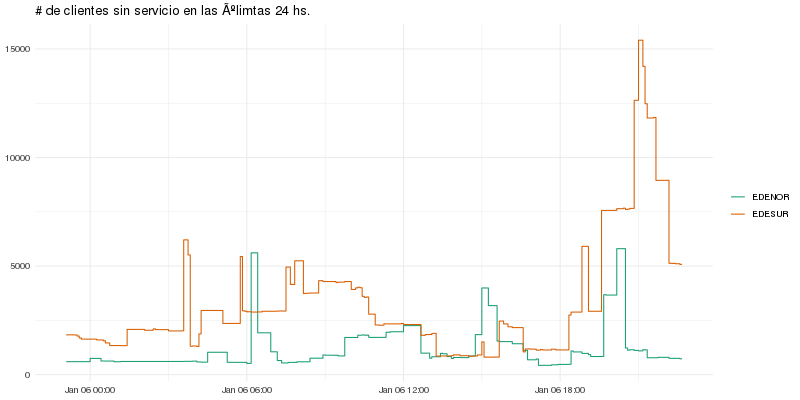 # de clientes sin servicio en las Ãºlimtas 24 hs.
15000
10000
5000
0
Jan 06 00:00
Jan 06 06:00
Jan 06 12:00
Jan 06 18:00
EDENOR
EDESUR